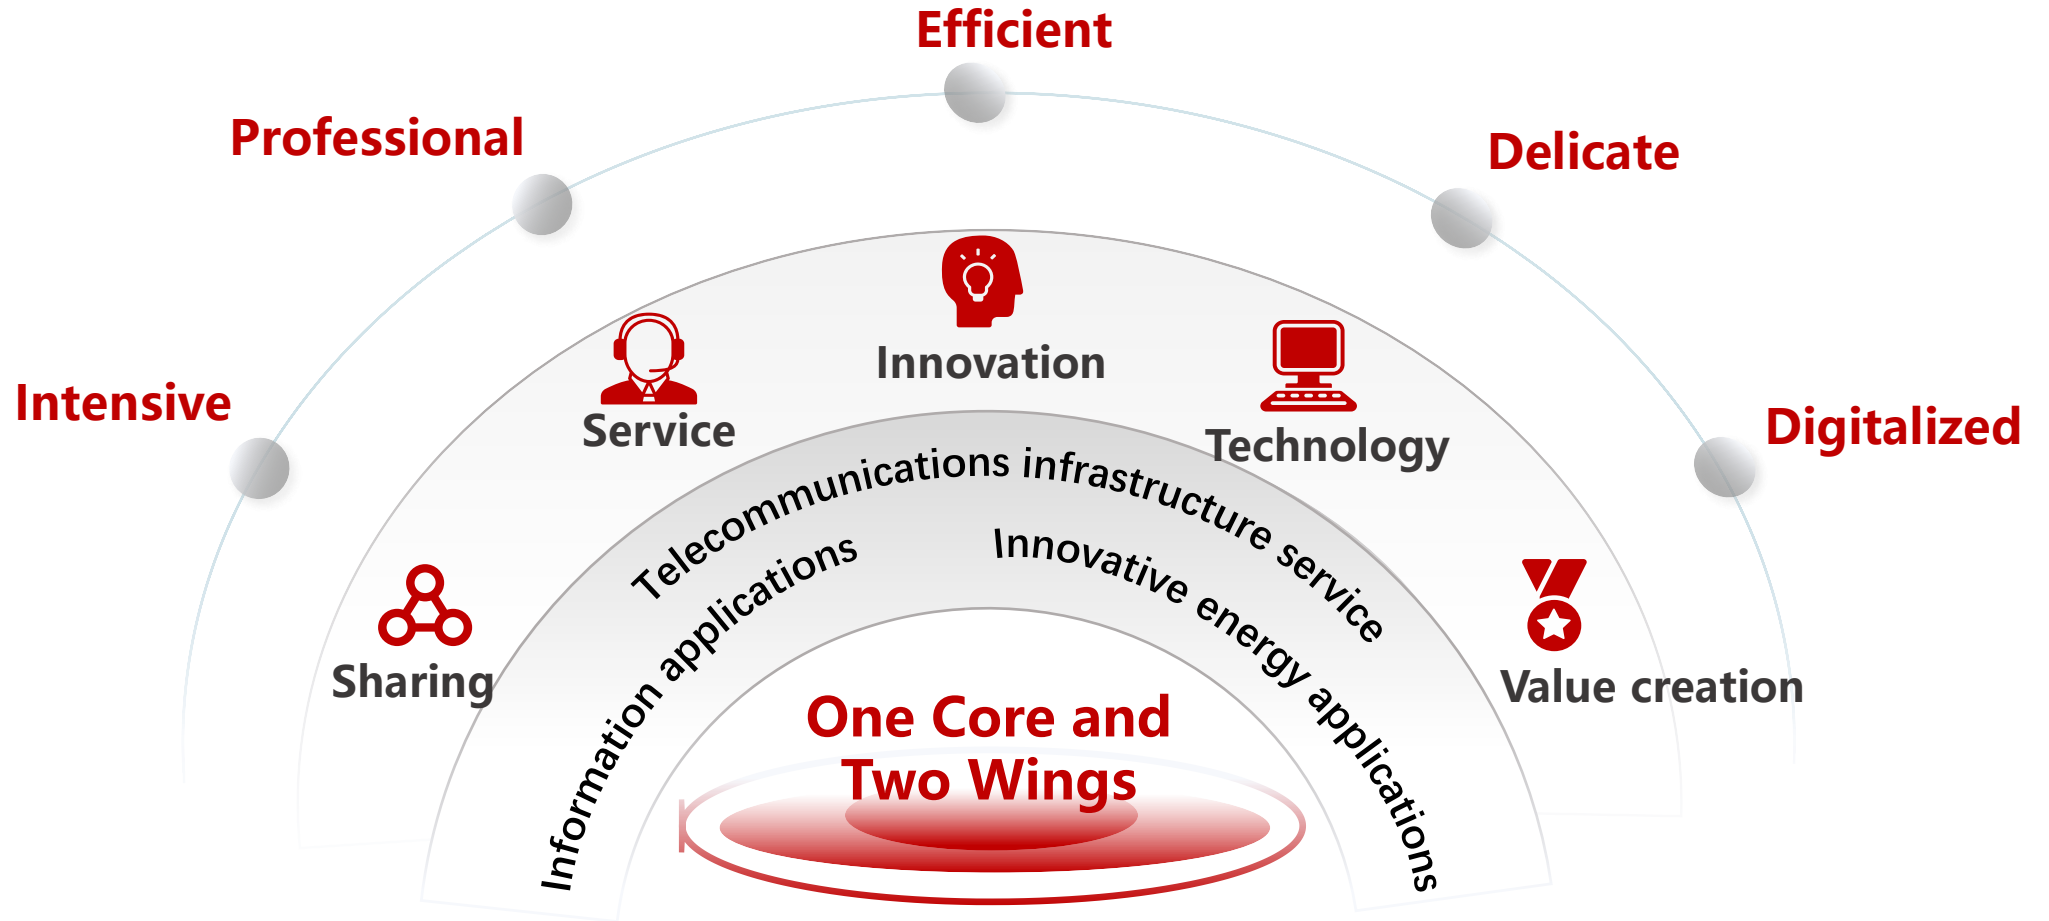 Efficient
Professional
Delicate
Intensive
Digitalized
Innovation
Service
Technology
Sharing
Value creation
Telecommunications infrastructure service
Information applications
Innovative energy applications
One Core and
Two Wings